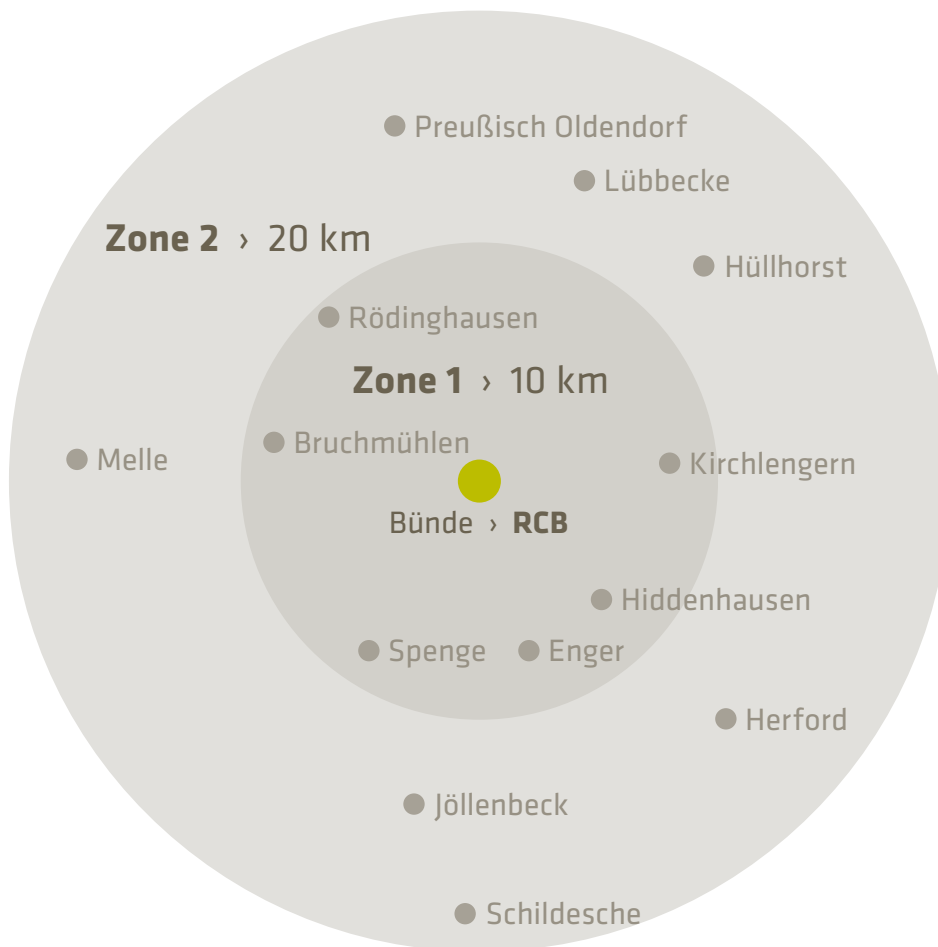 Preußisch Oldendorf
Lübbecke
Zone 2 › 20 km
Hüllhorst
Rödinghausen
Zone 1 › 10 km
Bruchmühlen
Melle
Kirchlengern
Bünde › RCB
Hiddenhausen
Spenge
Enger
Herford
Jöllenbeck
Schildesche